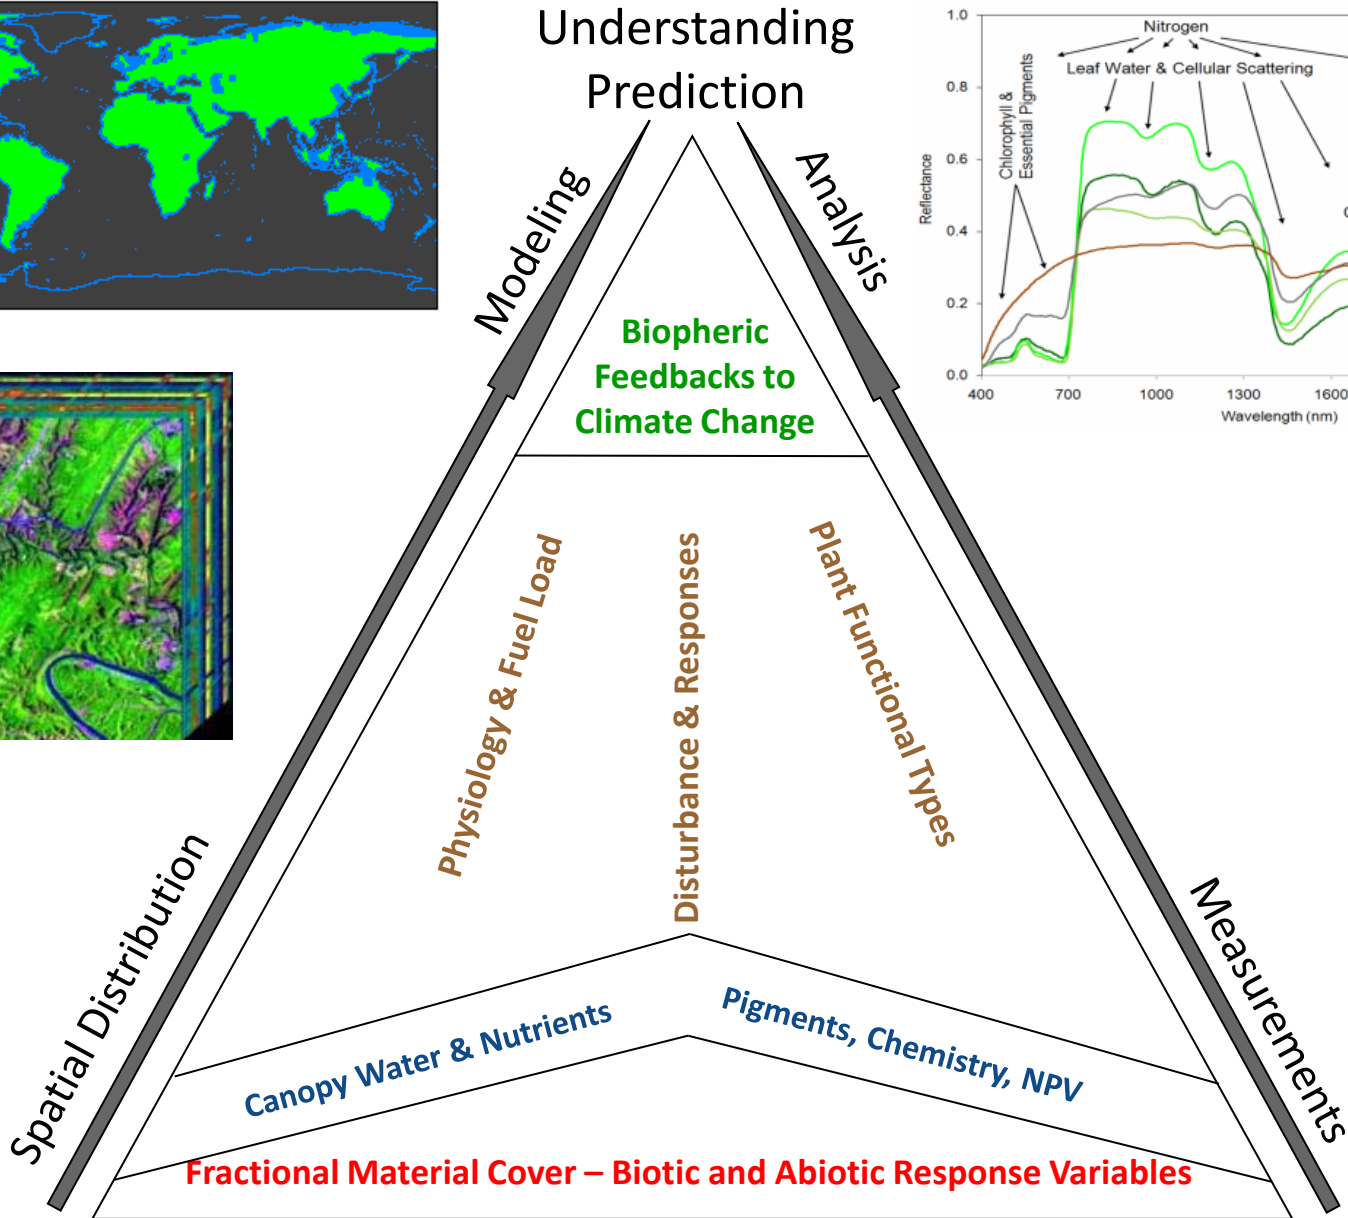 Understanding
Prediction
Modeling
Analysis
Biopheric
Feedbacks to
Climate Change
Physiology & Fuel Load
Disturbance & Responses
Plant Functional Types
Spatial Distribution
Measurements
Canopy Water & Nutrients
Pigments, Chemistry, NPV
Fractional Material Cover – Biotic and Abiotic Response Variables
Nitrogen
Leaf Water & Cellular Scattering
Chlorophyll &
Essential Pigments
Reflectance
1.0
0.8
0.6
0.4
0.2
0.0
400 700 1000 1300 1600
Wavelength (nm)